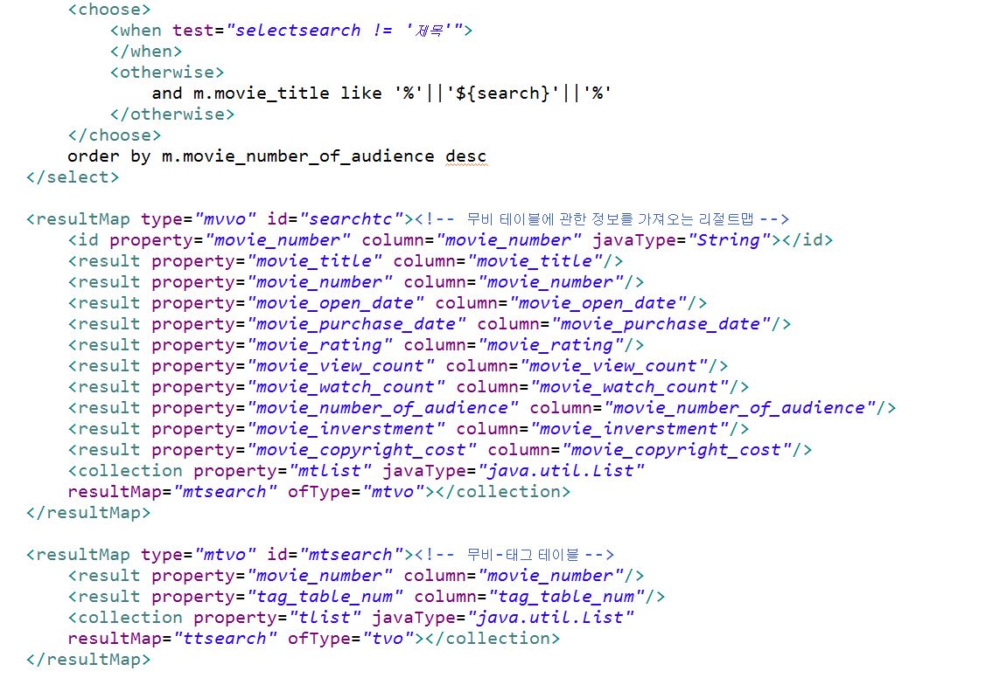 <choose>
<when test="selectsearch != '제목'">
</when>
<otherwise>
and m.movie_title like '%'||'${search}'||'%'
</otherwise>
</choose>
order by m.movie_number_of_audience desc
</select>
<resultMap type="mvvo" id="searchtc"><!-- 무비 테이블에 관한 정보를 가져오는 리절트맵 -->
<id property="movie_number" column="movie_number" javaType="String"></id>
<result property="movie_title" column="movie_title"/>
<result property="movie_number" column="movie_number"/>
<result property="movie_open_date" column="movie_open_date"/>
<result property="movie_purchase_date" column="movie_purchase_date"/>
<result property="movie_rating" column="movie_rating"/>
<result property="movie_view_count" column="movie_view_count"/>
<result property="movie_watch_count" column="movie_watch_count"/>
<result property="movie_number_of_audience" column="movie_number_of_audience"/>
<result property="movie_inverstment" column="movie_inverstment"/>
<result property="movie_copyright_cost" column="movie_copyright_cost"/>
<collection property="mtlist" javaType="java.util.List"
resultMap="mtsearch" ofType="mtvo"></collection>
</resultMap>
<resultMap type="mtvo" id="mtsearch"><!-- 무비-태그 테이블 -->
<result property="movie_number" column="movie_number"/>
<result property="tag_table_num" column="tag_table_num"/>
<collection property="tlist" javaType="java.util.List"
resultMap="ttsearch" ofType="tvo"></collection>
</resultMap>